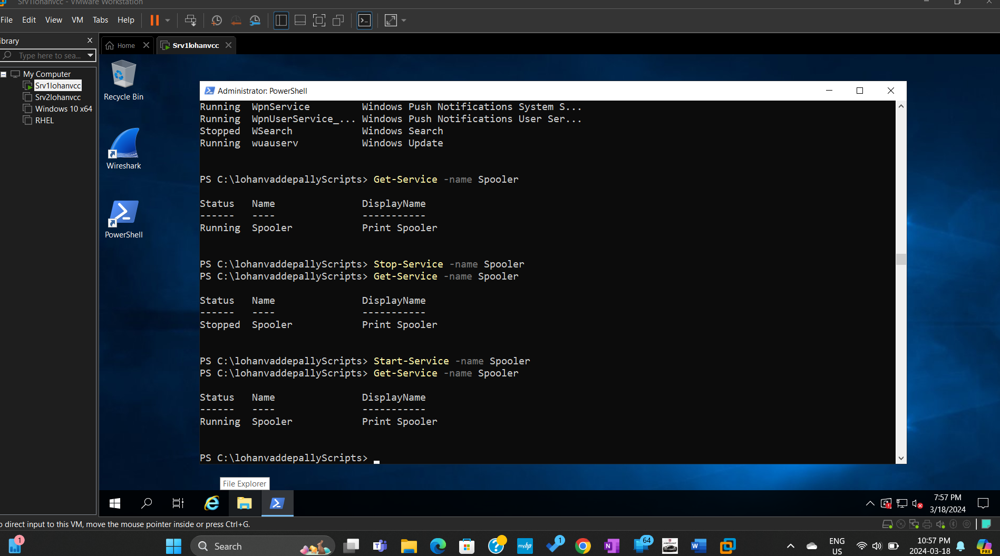 Srv1lohanvcc - VMware Workstation
File Edit View VM Tabs Help
ibrary
Type here to sea...
My Computer
Srv1lohanvcc
Srv2lohanvcc
Windows 10 x64
RHEL
Home
Srv1lohanvcc
Recycle Bin
Wireshark
PowerShell
Administrator: PowerShell
Running WpnService Windows Push Notifications System S...
Running WpnUserService_... Windows Push Notifications User Ser...
Stopped WSearch Windows Search
Running wuauserv Windows Update
PS C:\lohanvaddepallyScripts> Get-Service -name Spooler
Status Name DisplayName
------ ---- -----------
Running Spooler Print Spooler
PS C:\lohanvaddepallyScripts> Stop-Service -name Spooler
PS C:\lohanvaddepallyScripts> Get-Service -name Spooler
Status Name DisplayName
------ ---- -----------
Stopped Spooler Print Spooler
PS C:\lohanvaddepallyScripts> Start-Service -name Spooler
PS C:\lohanvaddepallyScripts> Get-Service -name Spooler
Status Name DisplayName
------ ---- -----------
Running Spooler Print Spooler
PS C:\lohanvaddepallyScripts>
File Explorer
7:57 PM
3/18/2024
o direct input to this VM, move the mouse pointer inside or press Ctrl+G.
1
Search
myhp
1
64
ENG
US
10:57 PM
2024-03-18
PRE